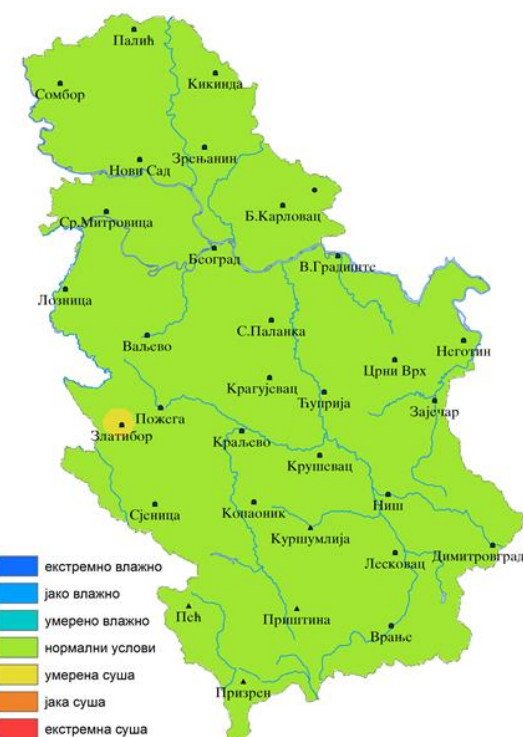 Палић
Кикинда
Сомбор
Зрењанин
Нови Сад
Б.Карловац
Ср.Митровица
Београд
В.Градиште
Лозница
С.Паланка
Ваљево
Неготин
Црни Врх
Крагујевац
Ћуприја
Зајечар
Пожега
Златибор
Краљево
Крушевац
Сјеница
Копаоник
Ниш
Куршумлија
Лесковац
Димитровград
Пећ
Приштина
Врање
Призрен
екстремно влажно
јако влажно
умерено влажно
нормални услови
умерена суша
јака суша
екстремна суша